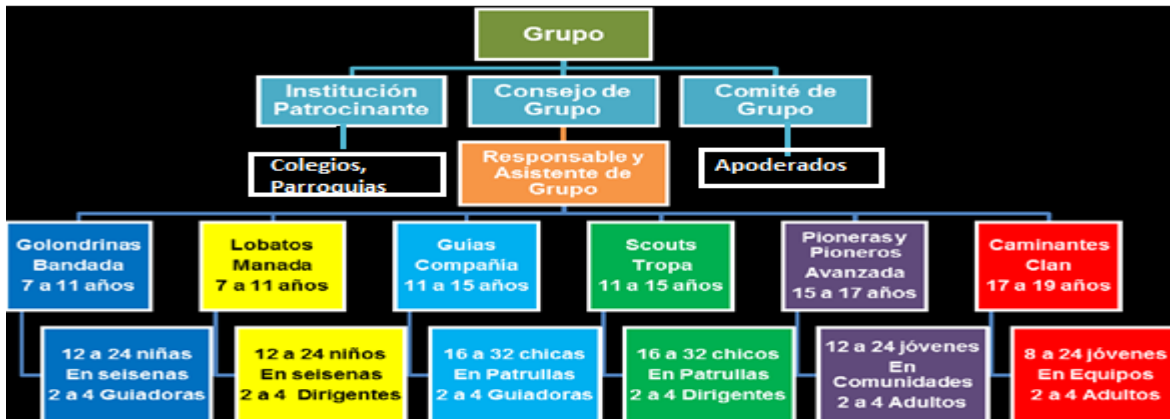 Grupo
Institución
Patrocinante
Consejo de
Grupo
Comité de
Grupo
Colegios,
Parroquias
Responsable y
Asistente de
Grupo
Apoderados
Golondrinas
Bandada
7 a 11 años
Lobatos
Manada
7 a 11 años
Guias
Compañia
11 a 15 años
Scouts
Tropa
11 a 15 años
Pioneras y
Pioneros
Avanzada
15 a 17 años
Caminantes
Clan
17 a 19 años
12 a 24 niñas
En seisenas
2 a 4 Guiadoras
12 a 24 niños
En seisenas
2 a 4 Dirigentes
16 a 32 chicas
En Patrullas
2 a 4 Guiadoras
16 a 32 chicos
En Patrullas
2 a 4 Dirigentes
12 a 24 jóvenes
En
Comunidades
2 a 4 Adultos
8 a 24 jóvenes
En Equipos
2 a 4 Adultos